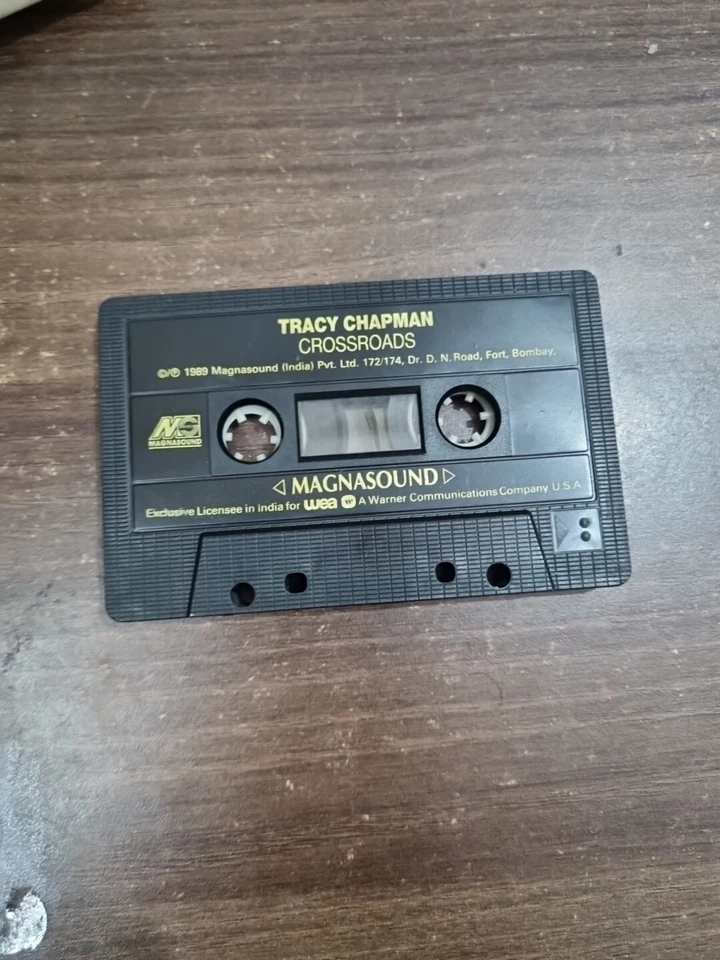 TRACY CHAPMAN
CROSSROADS
©/℗ 1989 Magnasound (India) Pvt. Ltd. 172/174, Dr. D. N. Road, Fort, Bombay.
MS
MAGNASOUND
◁ MAGNASOUND ▷
Exclusive Licensee in india for wea W A Warner Communications Company U.S.A